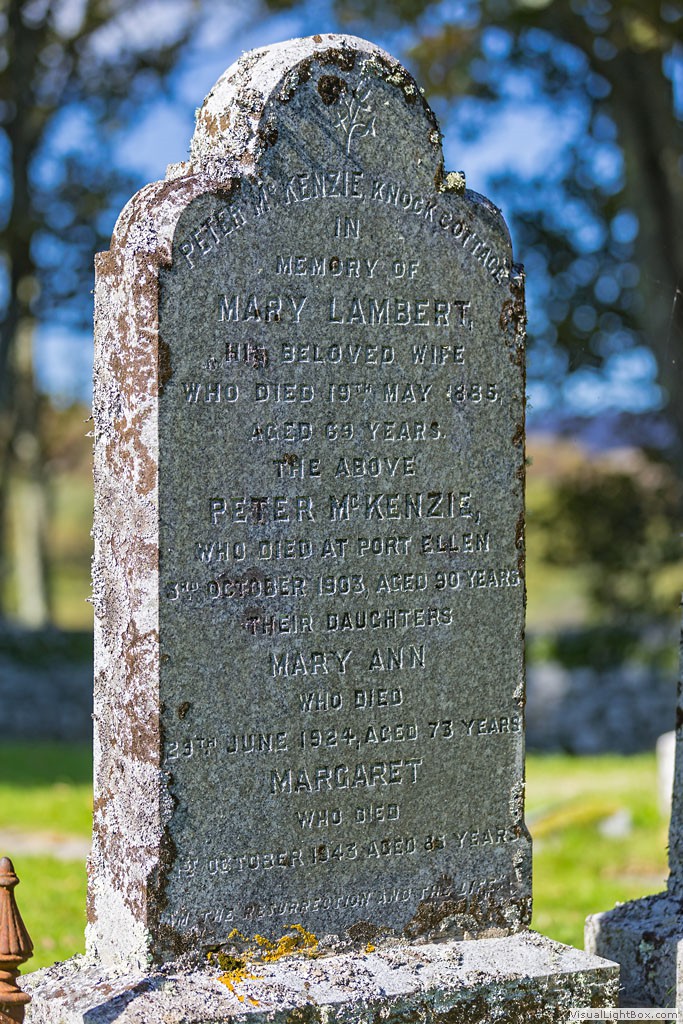 PETER McKENZIE KNOCK COTTAGE
IN
MEMORY OF
MARY LAMBERT,
HIS BELOVED WIFE
WHO DIED 19TH MAY 1885,
AGED 69 YEARS.
THE ABOVE
PETER McKENZIE,
WHO DIED AT PORT ELLEN
3RD OCTOBER 1903, AGED 90 YEARS
THEIR DAUGHTERS
MARY ANN
WHO DIED
29TH JUNE 1924, AGED 73 YEARS
MARGARET
WHO DIED
1ST OCTOBER 1943 AGED 85 YEARS
"I'M THE RESURRECTION AND THE LIFE"
VisualLightBox.com